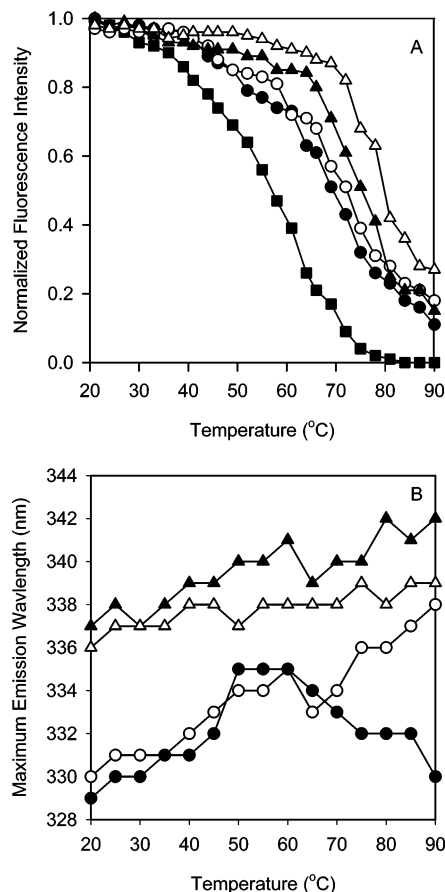 A
Normalized Fluorescence Intensity
1.0
0.8
0.6
0.4
0.2
0.0
20 30 40 50 60 70 80 90
Temperature (°C)
B
Maximum Emission Wavlength (nm)
344
342
340
338
336
334
332
330
328
20 30 40 50 60 70 80 90
Temperature (°C)